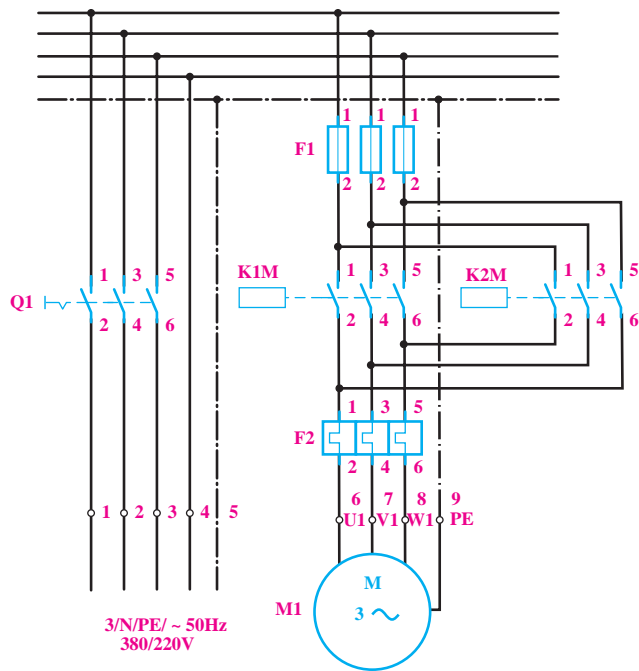 1 1 1
F1
2 2 2
K1M
1 3 5
2 4 6
K2M
1 3 5
2 4 6
Q1
1 3 5
2 4 6
F2
1 3 5
2 4 6
1 2 3 4 5
6 7 8 9
U1 V1 W1 PE
M1
M
3
3/N/PE/ ~ 50Hz
380/220V